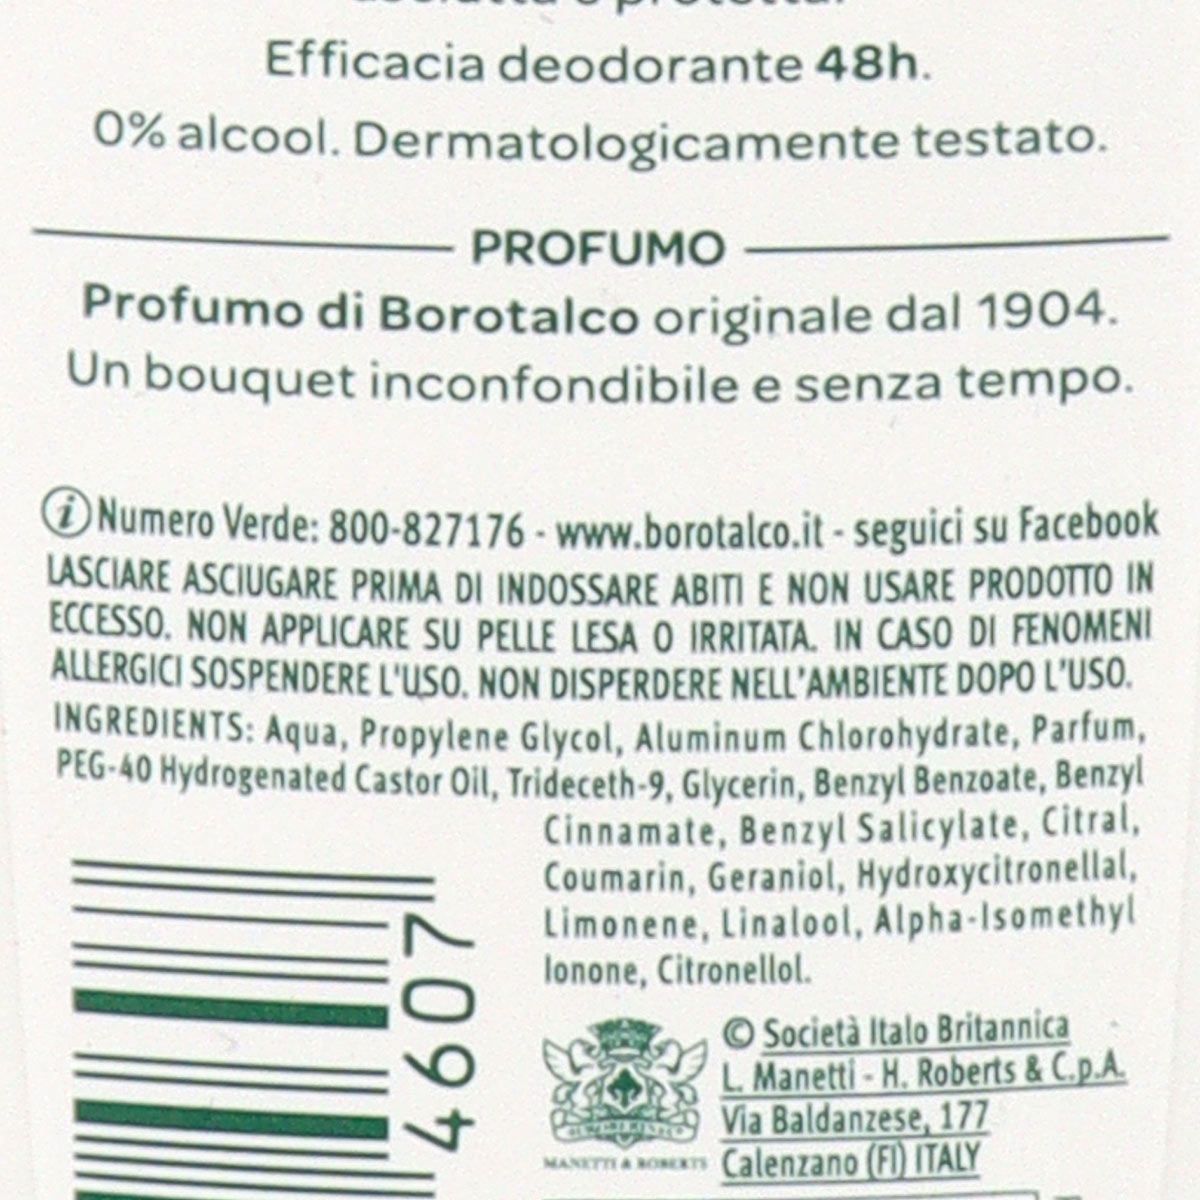 Efficacia deodorante 48h.
0% alcool. Dermatologicamente testato.
PROFUMO
Profumo di Borotalco originale dal 1904.
Un bouquet inconfondibile e senza tempo.
i Numero Verde: 800-827176 - www.borotalco.it - seguici su Facebook
LASCIARE ASCIUGARE PRIMA DI INDOSSARE ABITI E NON USARE PRODOTTO IN
ECCESSO. NON APPLICARE SU PELLE LESA O IRRITATA. IN CASO DI FENOMENI
ALLERGICI SOSPENDERE L'USO. NON DISPERDERE NELL'AMBIENTE DOPO L'USO.
INGREDIENTS: Aqua, Propylene Glycol, Aluminum Chlorohydrate, Parfum,
PEG-40 Hydrogenated Castor Oil, Trideceth-9, Glycerin, Benzyl Benzoate, Benzyl
Cinnamate, Benzyl Salicylate, Citral,
Coumarin, Geraniol, Hydroxycitronellal,
Limonene, Linalool, Alpha-Isomethyl
Ionone, Citronellol.
4607
© Società Italo Britannica
L. Manetti - H. Roberts & C.p.A.
Via Baldanzese, 177
Calenzano (FI) ITALY
MANETTI & ROBERTS